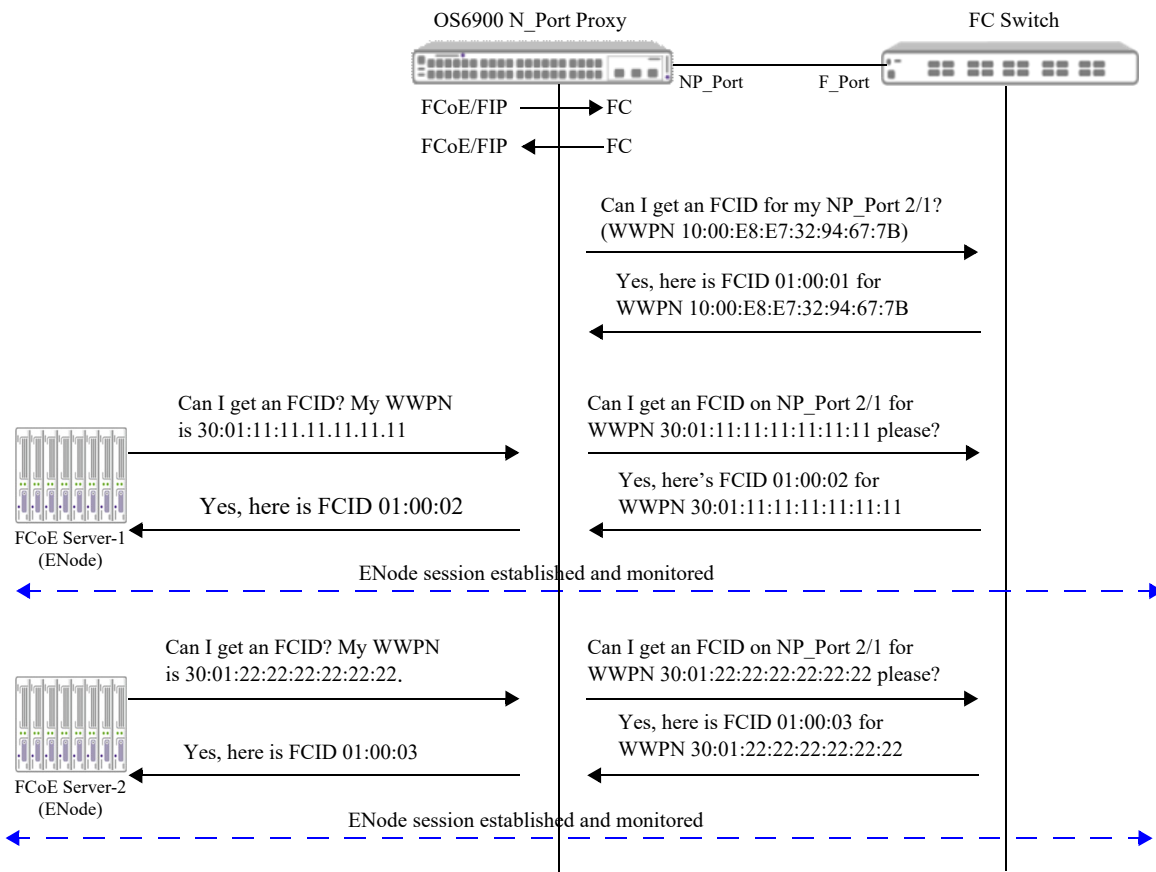 OS6900 N_Port Proxy
FC Switch
NP_Port
F_Port
FCoE/FIP
FC
FCoE/FIP
FC
Can I get an FCID for my NP_Port 2/1?
(WWPN 10:00:E8:E7:32:94:67:7B)
Yes, here is FCID 01:00:01 for
WWPN 10:00:E8:E7:32:94:67:7B
Can I get an FCID? My WWPN
is 30:01:11:11.11.11.11.11
Can I get an FCID on NP_Port 2/1 for
WWPN 30:01:11:11:11:11:11:11 please?
Yes, here's FCID 01:00:02 for
WWPN 30:01:11:11:11:11:11:11
Yes, here is FCID 01:00:02
FCoE Server-1
(ENode)
ENode session established and monitored
Can I get an FCID? My WWPN
is 30:01:22:22:22:22:22:22.
Can I get an FCID on NP_Port 2/1 for
WWPN 30:01:22:22:22:22:22:22 please?
Yes, here is FCID 01:00:03 for
WWPN 30:01:22:22:22:22:22:22
Yes, here is FCID 01:00:03
FCoE Server-2
(ENode)
ENode session established and monitored